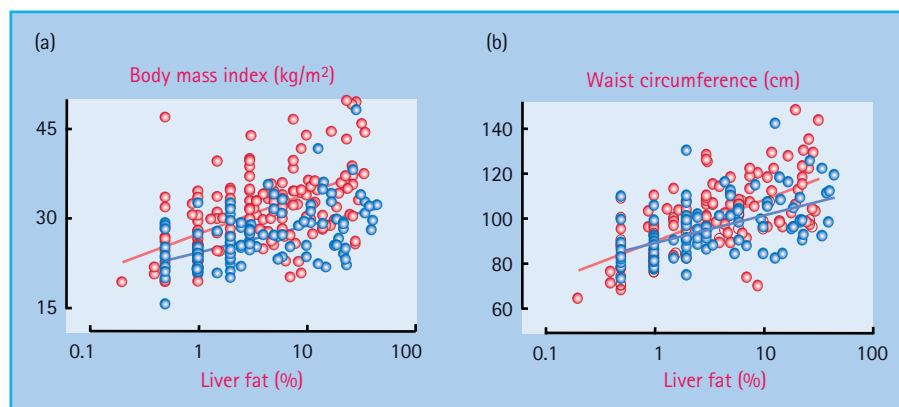 (a)
Body mass index (kg/m²)
45
30
15
0.1 1 10 100
Liver fat (%)
(b)
Waist circumference (cm)
140
120
100
80
60
0.1 1 10 100
Liver fat (%)